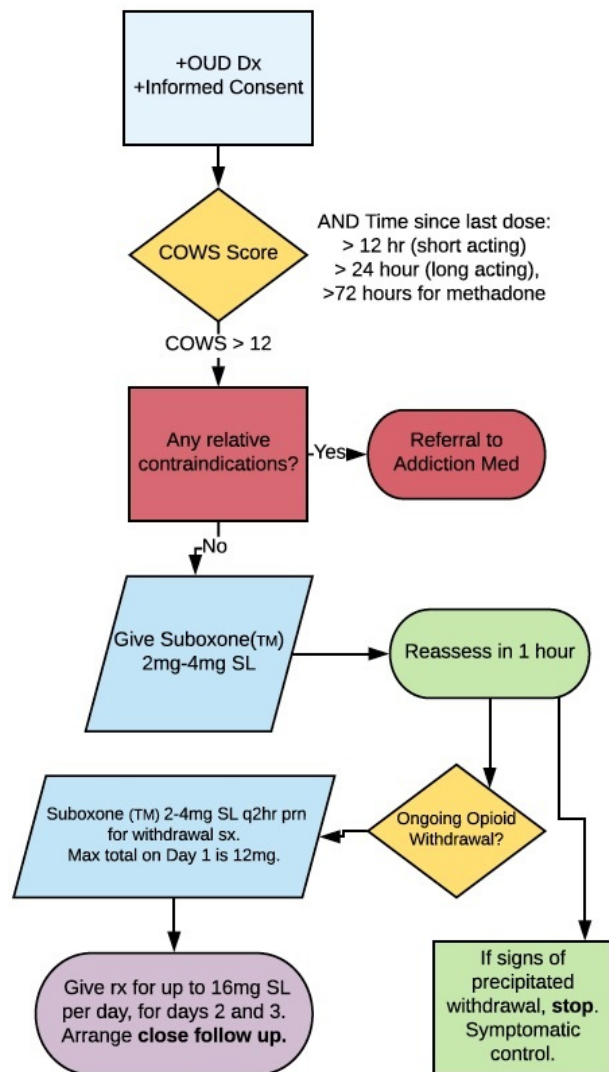 +OUD Dx
+Informed Consent
COWS Score
AND Time since last dose:
> 12 hr (short acting)
> 24 hour (long acting),
>72 hours for methadone
COWS > 12
Any relative
contraindications?
Yes
Referral to
Addiction Med
No
Give Suboxone(TM)
2mg-4mg SL
Reassess in 1 hour
Ongoing Opioid
Withdrawal?
Suboxone (TM) 2-4mg SL q2hr prn
for withdrawal sx.
Max total on Day 1 is 12mg.
Give rx for up to 16mg SL
per day, for days 2 and 3.
Arrange close follow up.
If signs of
precipitated
withdrawal, stop.
Symptomatic
control.